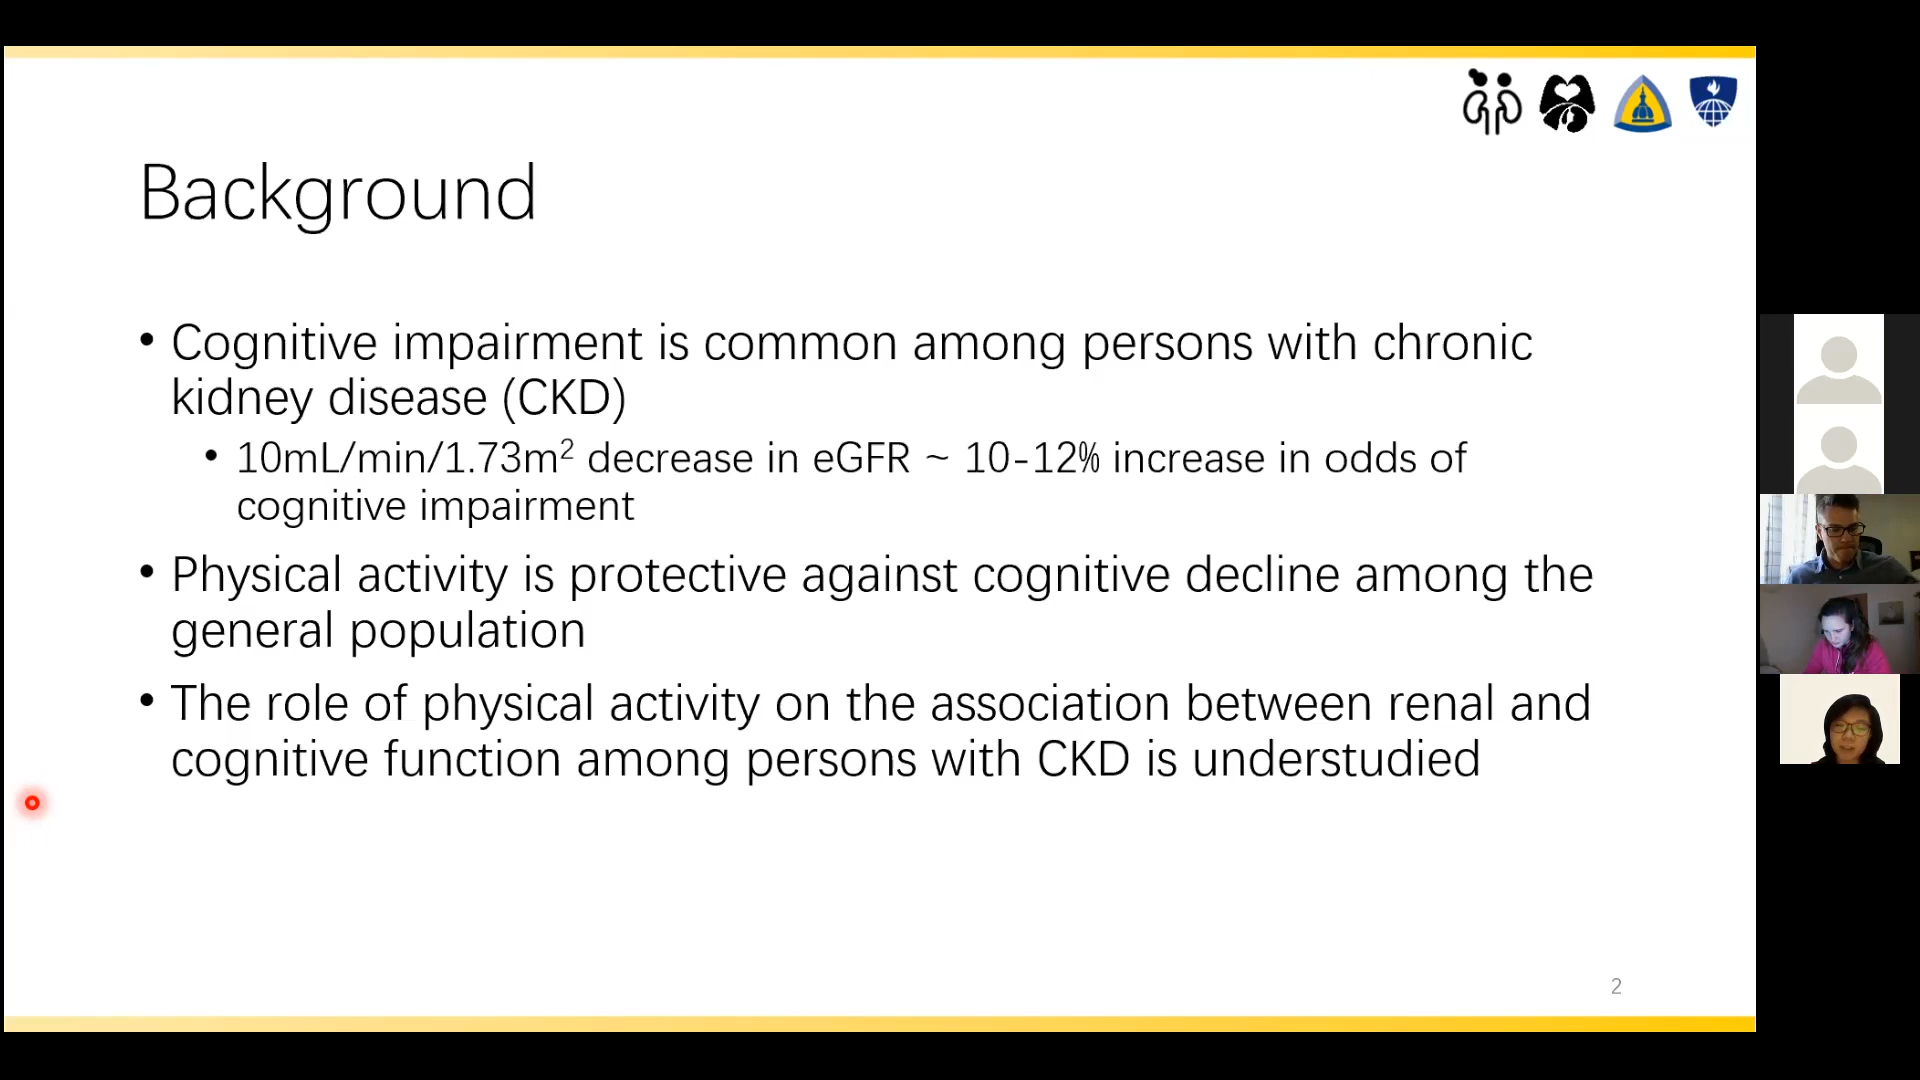 Background
• Cognitive impairment is common among persons with chronic
kidney disease (CKD)
• 10mL/min/1.73m² decrease in eGFR ~ 10-12% increase in odds of
cognitive impairment
• Physical activity is protective against cognitive decline among the
general population
• The role of physical activity on the association between renal and
cognitive function among persons with CKD is understudied
2